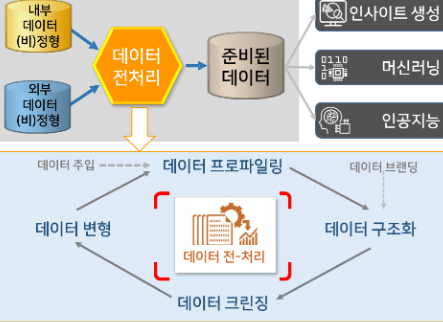 내부
데이터
(비)정형
외부
데이터
(비)정형
데이터
전처리
준비된
데이터
인사이트 생성
0110
머신러닝
인공지능
데이터 주입
데이터 프로파일링
데이터 브랜딩
데이터 변형
데이터 구조화
데이터 전-처리
데이터 크린징